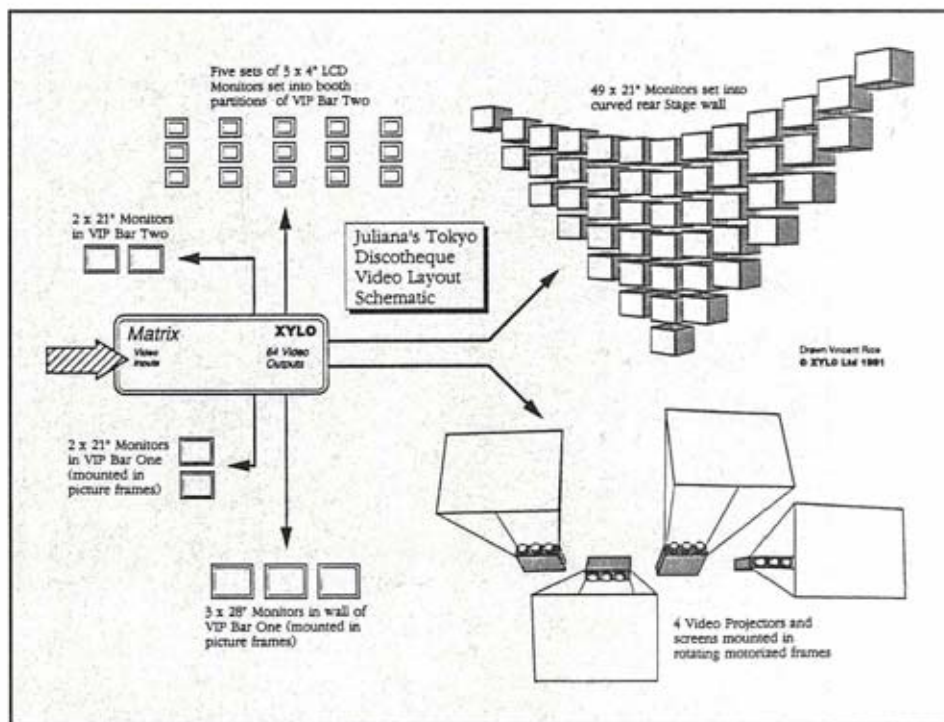 Five sets of 3 x 4" LCD
Monitors set into booth
partitions of VIP Bar Two
49 x 21" Monitors set into
curved rear Stage wall
2 x 21" Monitors
in VIP Bar Two
Juliana's Tokyo
Discotheque
Video Layout
Schematic
Matrix
XYLO
Video
Inputs
64 Video
Outputs
Drawn Vincent Rice
© XYLO Ltd 1991
2 x 21" Monitors
in VIP Bar One
(mounted in
picture frames)
3 x 28" Monitors in wall of
VIP Bar One (mounted in
picture frames)
4 Video Projectors and
screens mounted in
rotating motorized frames